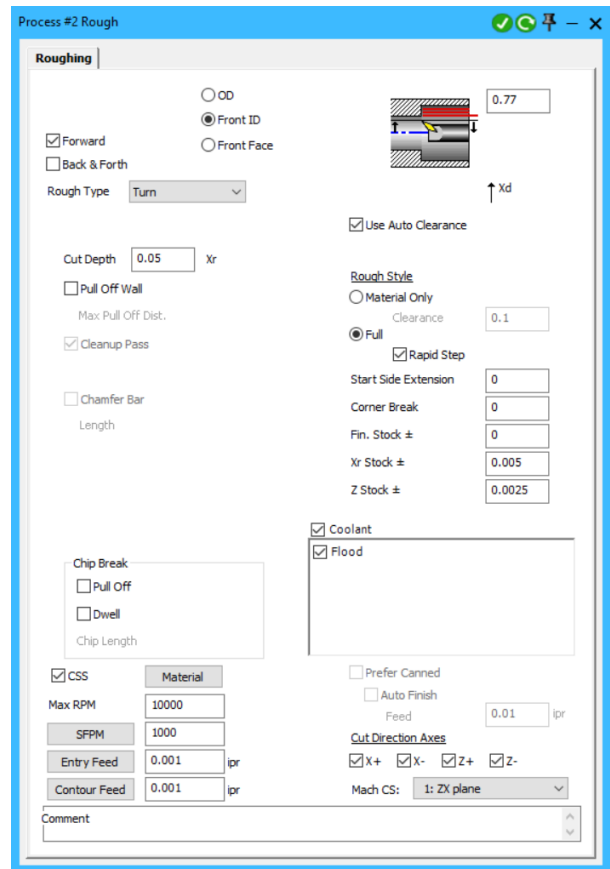 Process #2 Rough
Roughing
OD
Front ID
Front Face
0.77
Forward
Back & Forth
Rough Type Turn
Xd
Use Auto Clearance
Cut Depth 0.05 Xr
Pull Off Wall
Max Pull Off Dist.
Cleanup Pass
Chamfer Bar
Length
Rough Style
Material Only
Clearance 0.1
Full
Rapid Step
Start Side Extension 0
Corner Break 0
Fin. Stock ± 0
Xr Stock ± 0.005
Z Stock ± 0.0025
Coolant
Flood
Chip Break
Pull Off
Dwell
Chip Length
CSS Material
Max RPM 10000
SFPM 1000
Entry Feed 0.001 ipr
Contour Feed 0.001 ipr
Prefer Canned
Auto Finish
Feed 0.01 ipr
Cut Direction Axes
X+ X- Z+ Z-
Mach CS: 1: ZX plane
Comment